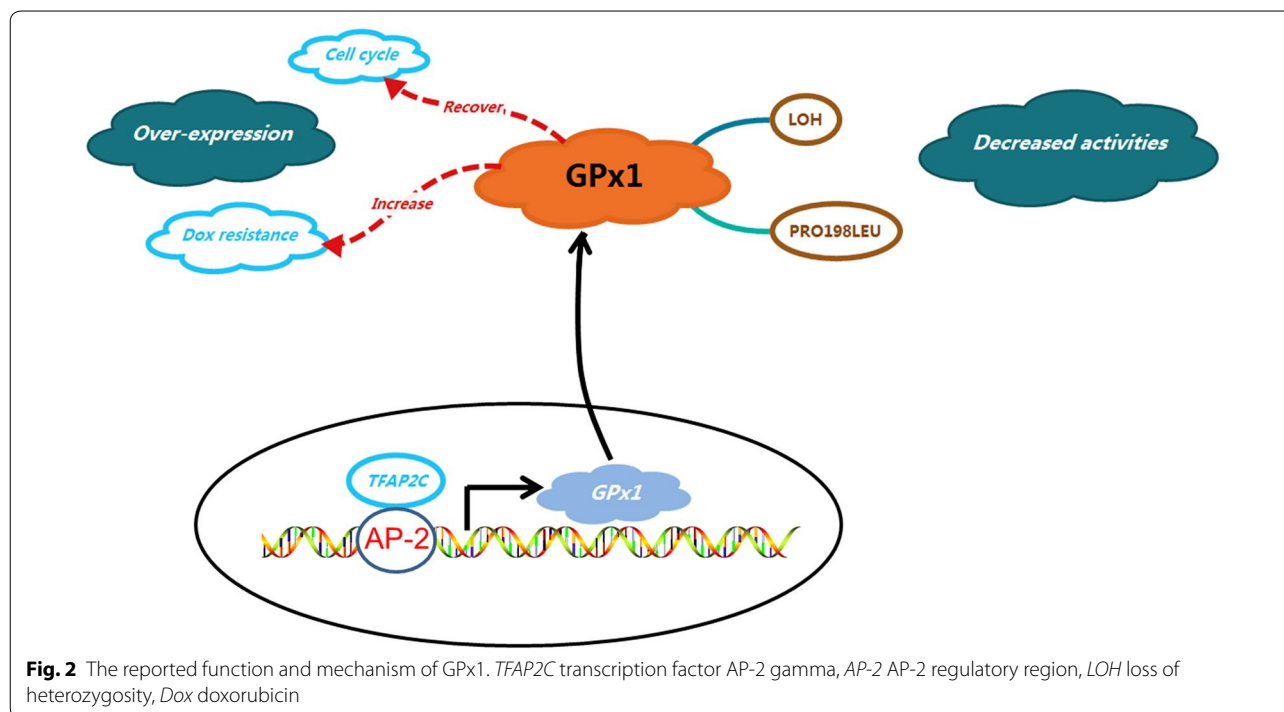 Cell cycle
Recover
Over-expression
LOH
Decreased activities
GPx1
Increase
Dox resistance
PRO198LEU
TFAP2C
GPx1
AP-2
Fig. 2 The reported function and mechanism of GPx1. TFAP2C transcription factor AP-2 gamma, AP-2 AP-2 regulatory region, LOH loss of
heterozygosity, Dox doxorubicin